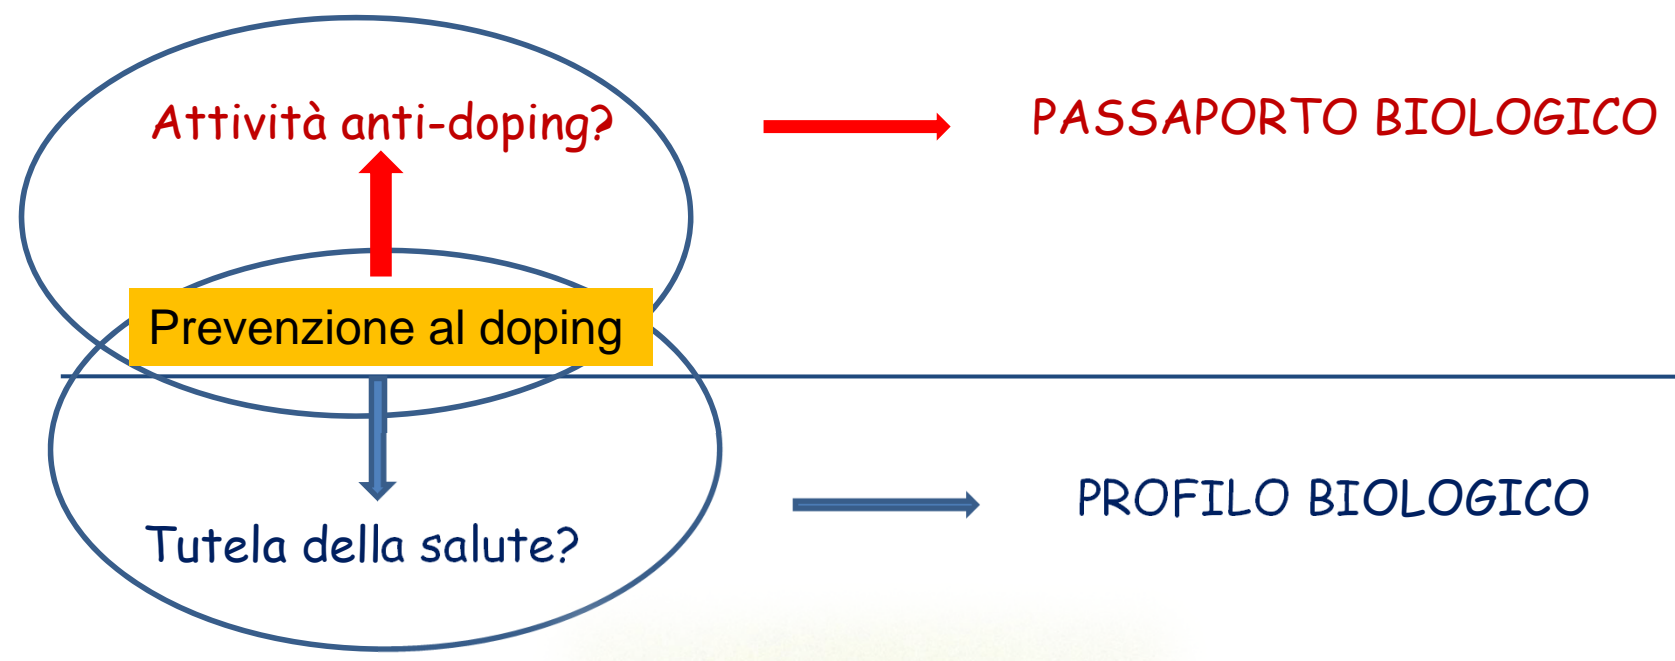 Attività anti-doping?
PASSAPORTO BIOLOGICO
Prevenzione al doping
Tutela della salute?
PROFILO BIOLOGICO